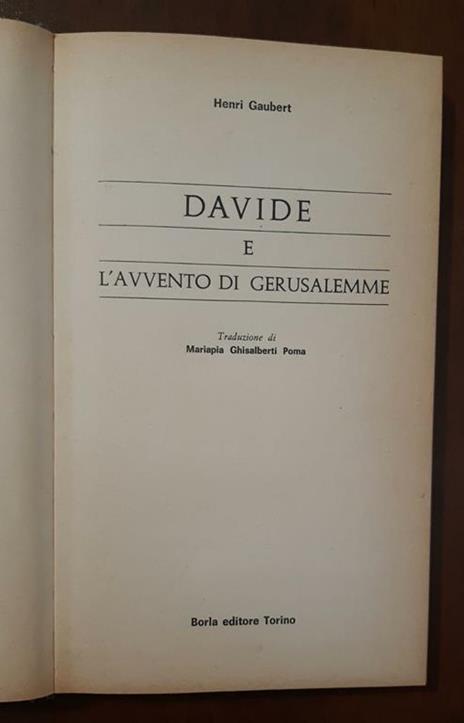 Henri Gaubert
DAVIDE
E
L'AVVENTO DI GERUSALEMME
Traduzione di
Mariapia Ghisalberti Poma
Borla editore Torino